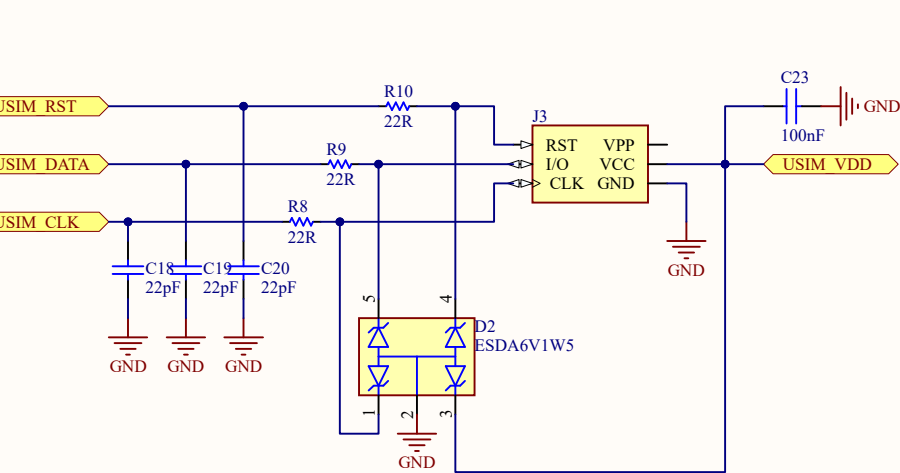 C23
GND
100nF
USIM_RST
R10
22R
J3
RST
VPP
USIM_DATA
R9
22R
I/O
VCC
USIM_VDD
CLK
GND
USIM_CLK
R8
22R
GND
C18
22pF
C19
22pF
C20
22pF
GND
GND
GND
5
4
D2
ESDA6V1W5
1
2
3
GND